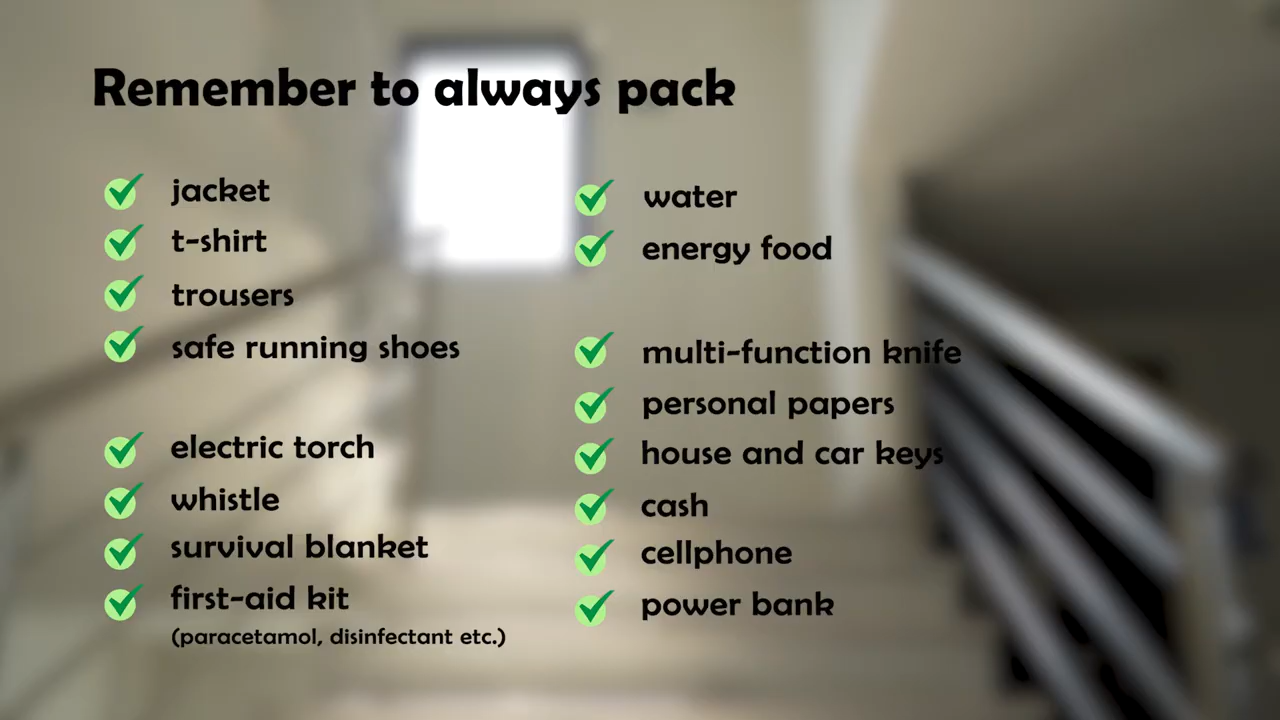 Remember to always pack
jacket
t-shirt
trousers
safe running shoes
electric torch
whistle
survival blanket
first-aid kit
(paracetamol, disinfectant etc.)
water
energy food
multi-function knife
personal papers
house and car keys
cash
cellphone
power bank